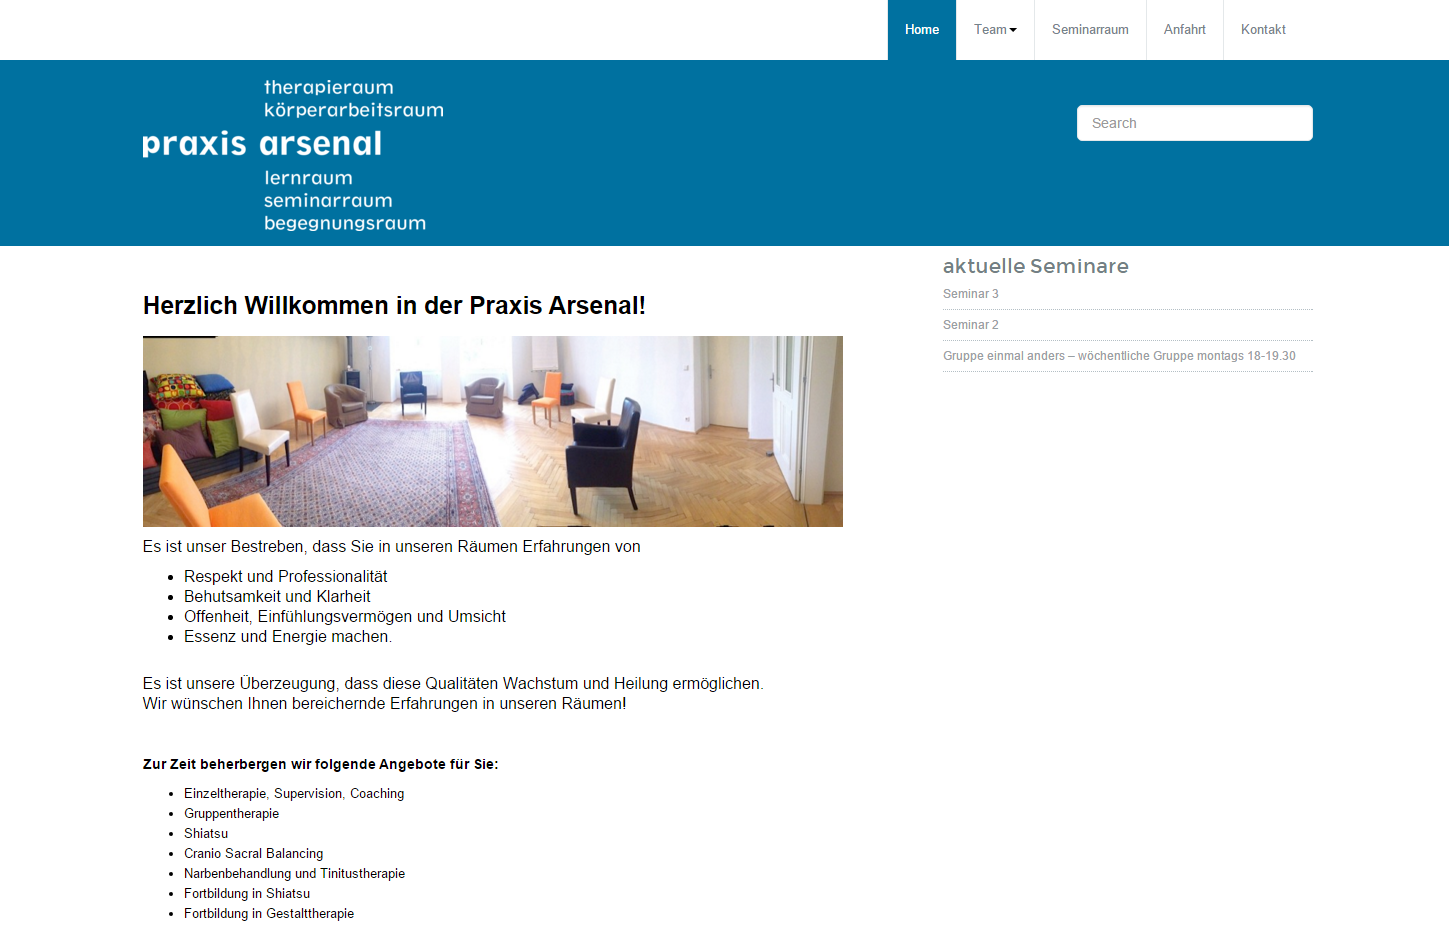 Home Team Seminarraum Anfahrt Kontakt
therapieraum
körperarbeitsraum
praxis arsenal
lernraum
seminarraum
begegnungsraum
Search
Herzlich Willkommen in der Praxis Arsenal!
Es ist unser Bestreben, dass Sie in unseren Räumen Erfahrungen von
Respekt und Professionalität
Behutsamkeit und Klarheit
Offenheit, Einfühlungsvermögen und Umsicht
Essenz und Energie machen.
Es ist unsere Überzeugung, dass diese Qualitäten Wachstum und Heilung ermöglichen.
Wir wünschen Ihnen bereichernde Erfahrungen in unseren Räumen!
Zur Zeit beherbergen wir folgende Angebote für Sie:
Einzeltherapie, Supervision, Coaching
Gruppentherapie
Shiatsu
Cranio Sacral Balancing
Narbenbehandlung und Tinitustherapie
Fortbildung in Shiatsu
Fortbildung in Gestalttherapie
aktuelle Seminare
Seminar 3
Seminar 2
Gruppe einmal anders – wöchentliche Gruppe montags 18-19.30